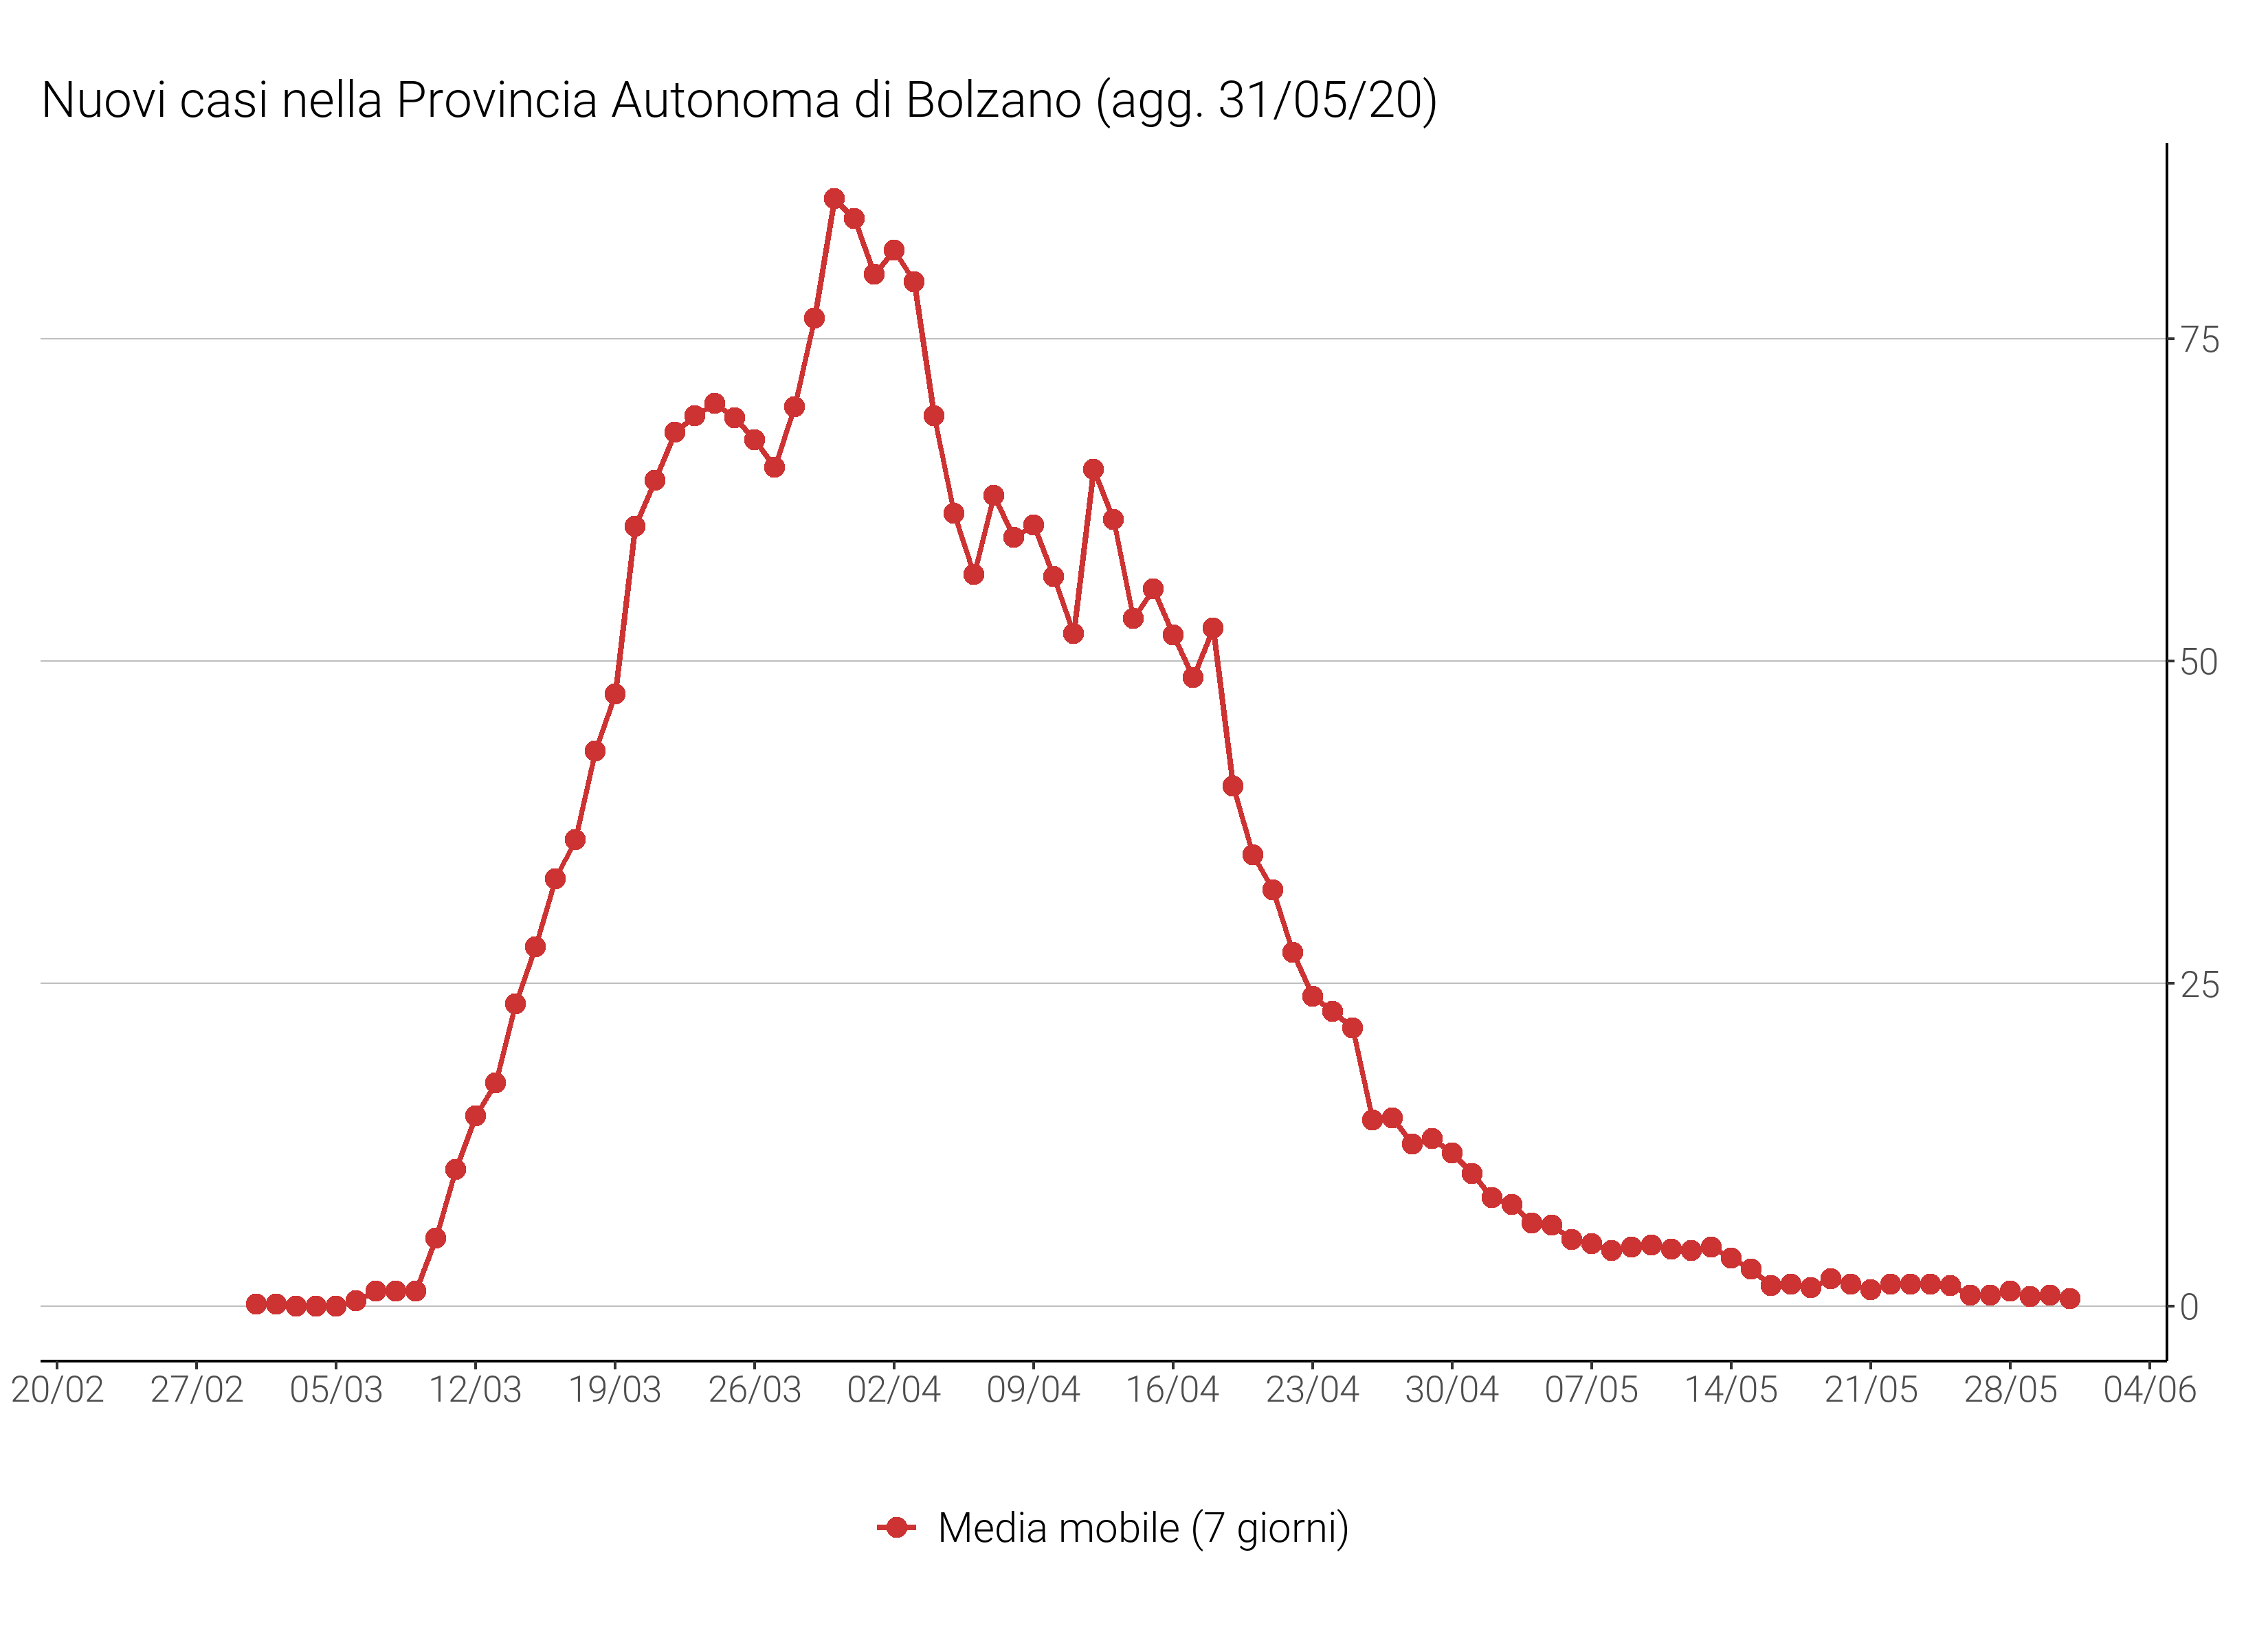 Nuovi casi nella Provincia Autonoma di Bolzano (agg. 31/05/20)
75
50
25
0
20/02 27/02 05/03 12/03 19/03 26/03 02/04 09/04 16/04 23/04 30/04 07/05 14/05 21/05 28/05 04/06
Media mobile (7 giorni)